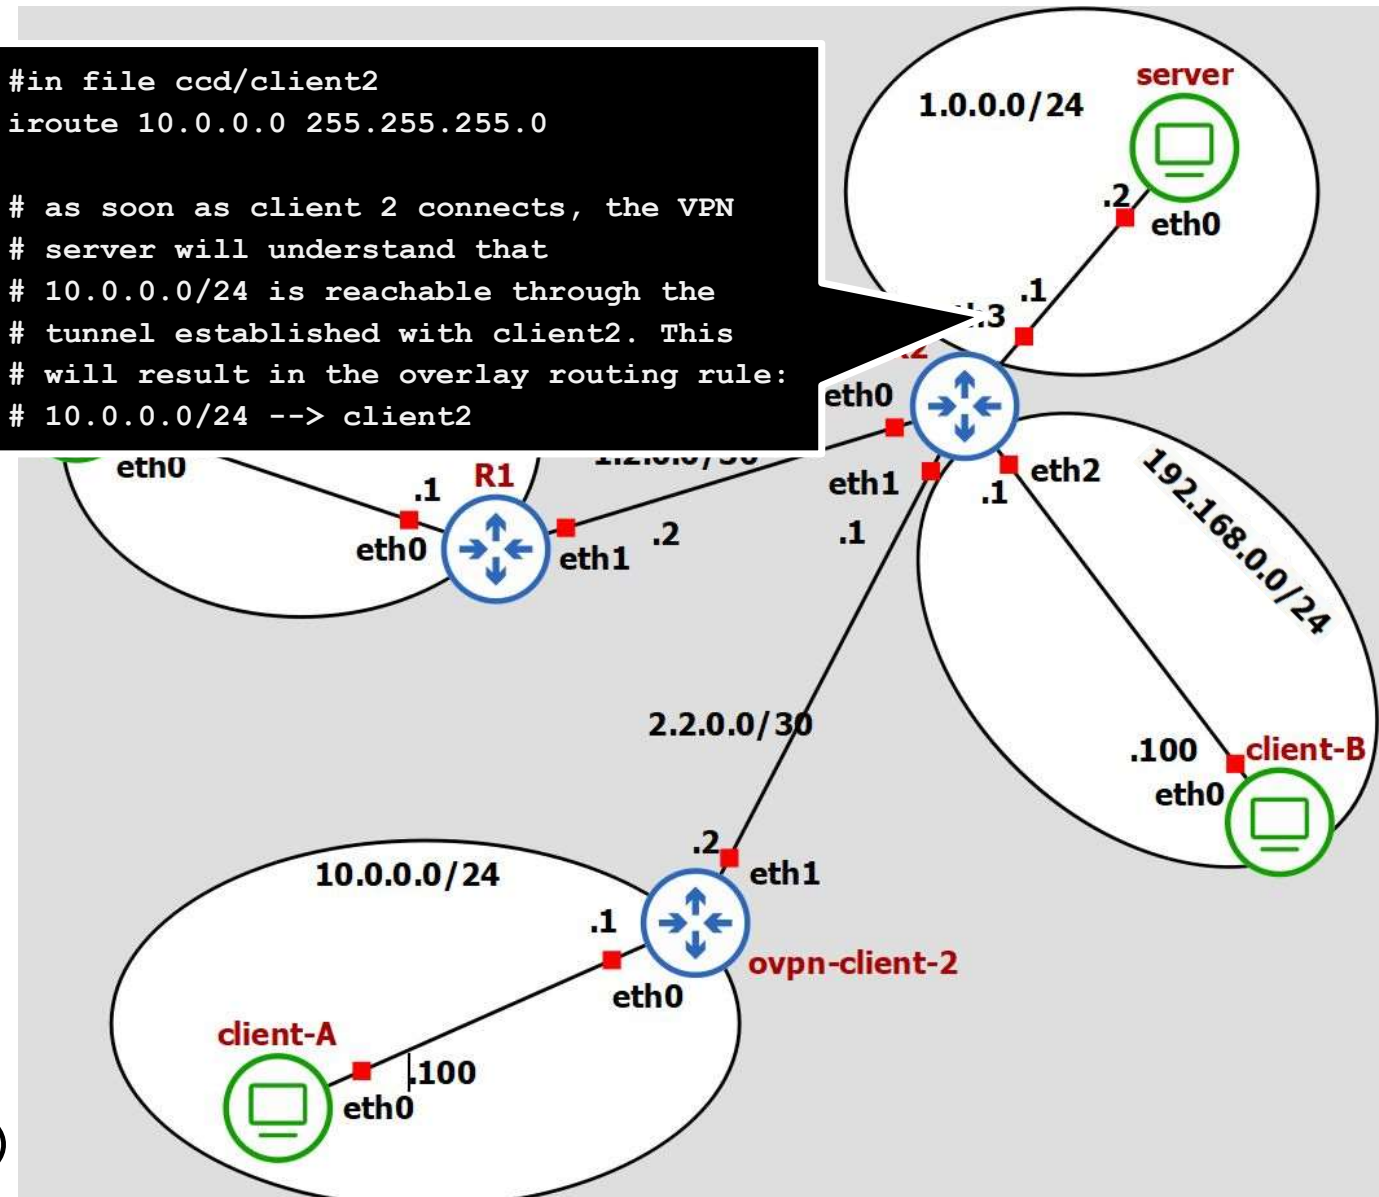 #in file ccd/client2
iroute 10.0.0.0 255.255.255.0
# as soon as client 2 connects, the VPN
# server will understand that
# 10.0.0.0/24 is reachable through the
# tunnel established with client2. This
# will result in the overlay routing rule:
# 10.0.0.0/24 --> client2
server
1.0.0.0/24
.2
eth0
.1
eth0
eth0
.1
R1
eth0
eth1
.2
eth1
.1
eth2
.1
192.168.0.0/24
2.2.0.0/30
.100
client-B
eth0
.2
eth1
10.0.0.0/24
.1
eth0
ovpn-client-2
client-A
.100
eth0